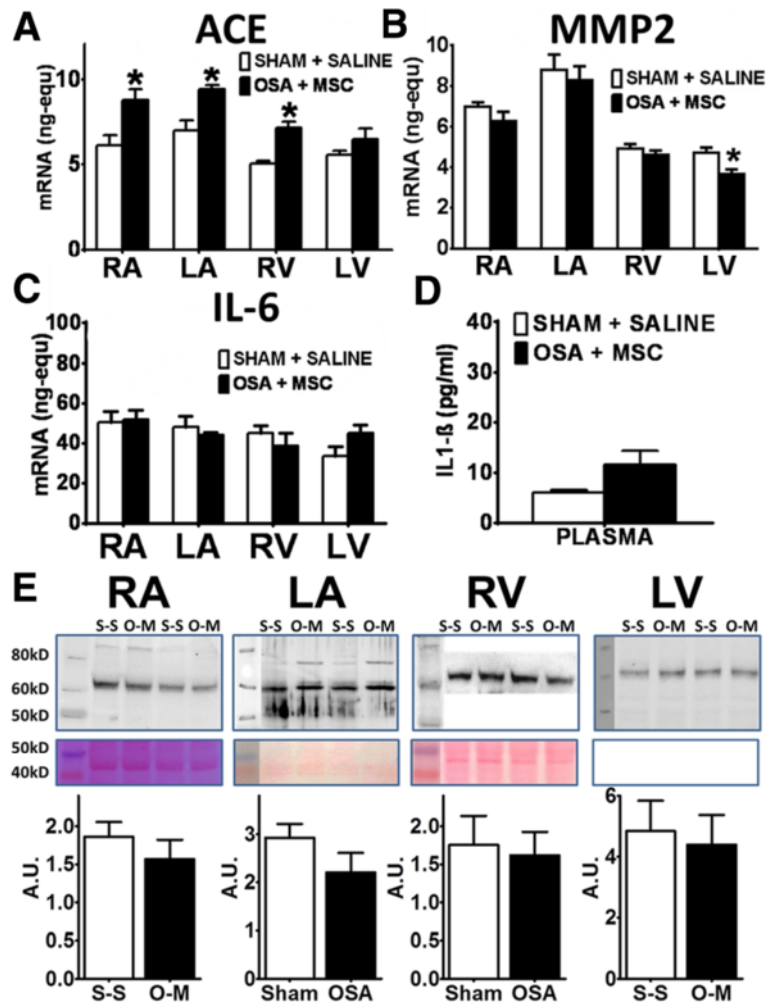 A ACE
SHAM + SALINE
OSA + MSC
mRNA (ng-equ)
10
5
0
* * *
RA LA RV LV
B MMP2
SHAM + SALINE
OSA + MSC
mRNA (ng-equ)
10
8
6
4
2
0
*
RA LA RV LV
C IL-6
SHAM + SALINE
OSA + MSC
mRNA (ng-equ)
100
80
60
40
20
0
RA LA RV LV
D
SHAM + SALINE
OSA + MSC
IL1-ß (pg/ml)
40
30
20
10
0
PLASMA
E RA LA RV LV
S-S O-M S-S O-M S-S O-M S-S O-M S-S O-M S-S O-M S-S O-M S-S O-M
80kD
60kD
50kD
50kD
40kD
A.U.
2.0
1.5
1.0
0.5
0.0
S-S O-M
A.U.
3
2
0
Sham OSA
A.U.
2.0
1.5
1.0
0.5
0.0
Sham OSA
A.U.
6
4
2
0
S-S O-M